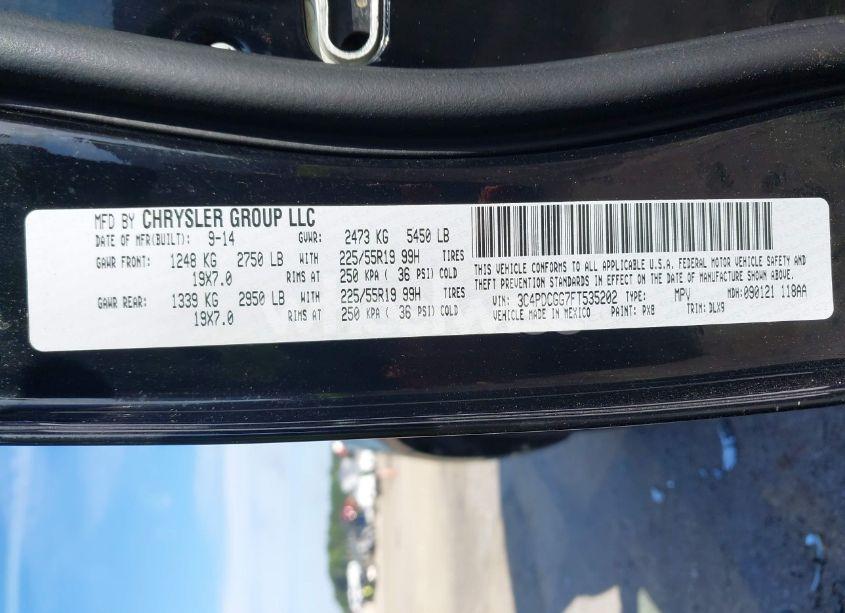 MFD BY CHRYSLER GROUP LLC
DATE OF MFR(BUILT): 9-14 GVWR: 2473 KG 5450 LB
GAWR FRONT: 1248 KG 2750 LB WITH 225/55R19 99H TIRES
19X7.0 RIMS AT 250 KPA ( 36 PSI) COLD
GAWR REAR: 1339 KG 2950 LB WITH 225/55R19 99H TIRES
19X7.0 RIMS AT 250 KPA ( 36 PSI) COLD
THIS VEHICLE CONFORMS TO ALL APPLICABLE U.S.A. FEDERAL MOTOR VEHICLE SAFETY AND
THEFT PREVENTION STANDARDS IN EFFECT ON THE DATE OF MANUFACTURE SHOWN ABOVE.
VIN: 3C4PDCGG7FT535202 TYPE: MPV MDH: 090121 118AA
VEHICLE MADE IN MEXICO PAINT: PX8 TRIM: DLX9